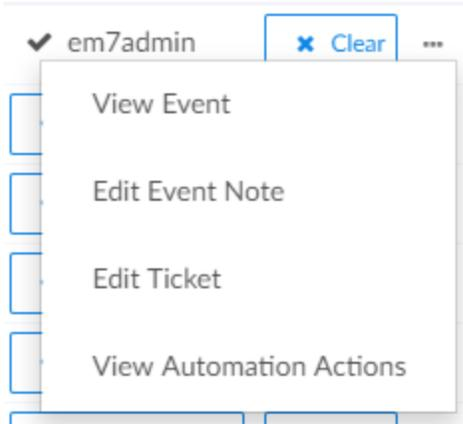 em7admin Clear
View Event
Edit Event Note
Edit Ticket
View Automation Actions